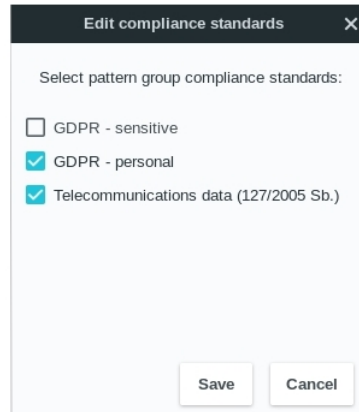 Edit compliance standards
Select pattern group compliance standards:
GDPR - sensitive
GDPR - personal
Telecommunications data (127/2005 Sb.)
Save Cancel